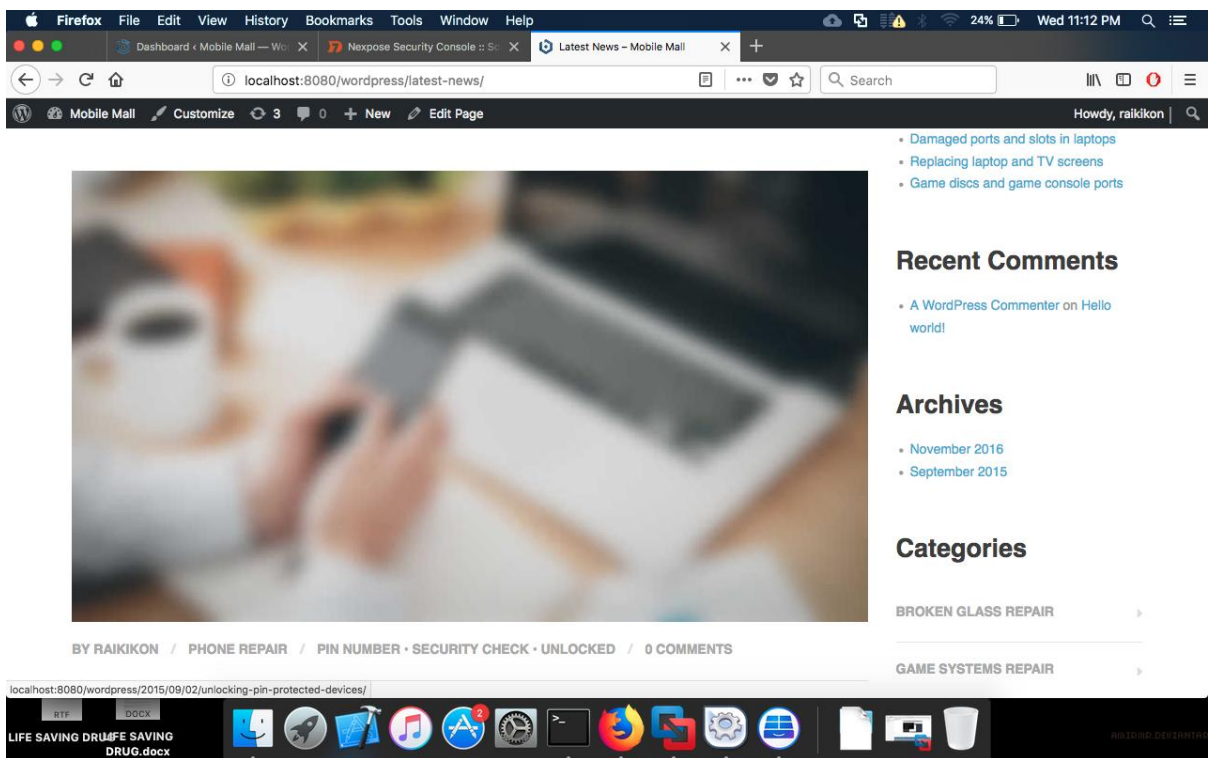 Firefox File Edit View History Bookmarks Tools Window Help 24% Wed 11:12 PM
Dashboard ‹ Mobile Mall — Wor Nexpose Security Console :: Sc Latest News – Mobile Mall
localhost:8080/wordpress/latest-news/ Search
Mobile Mall Customize 3 0 New Edit Page Howdy, raikikon
Damaged ports and slots in laptops
Replacing laptop and TV screens
Game discs and game console ports
Recent Comments
A WordPress Commenter on Hello
world!
Archives
November 2016
September 2015
Categories
BROKEN GLASS REPAIR
GAME SYSTEMS REPAIR
BY RAIKIKON / PHONE REPAIR / PIN NUMBER • SECURITY CHECK • UNLOCKED / 0 COMMENTS
localhost:8080/wordpress/2015/09/02/unlocking-pin-protected-devices/
RTF DOCX
2
LIFE SAVING LIFE SAVING
DRUG.docx